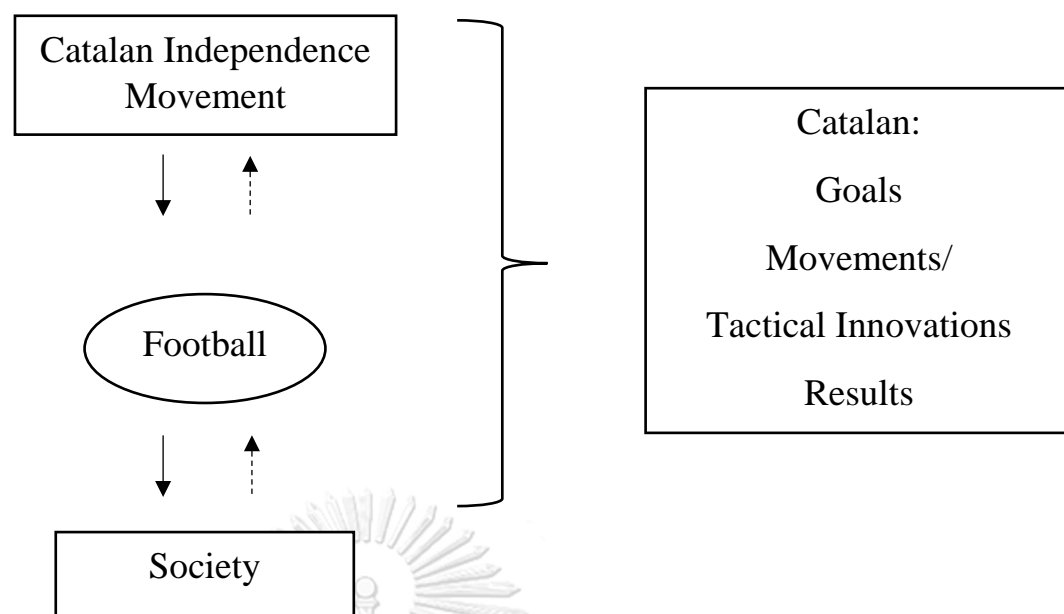 Catalan Independence
Movement
Football
Society
Catalan:
Goals
Movements/
Tactical Innovations
Results